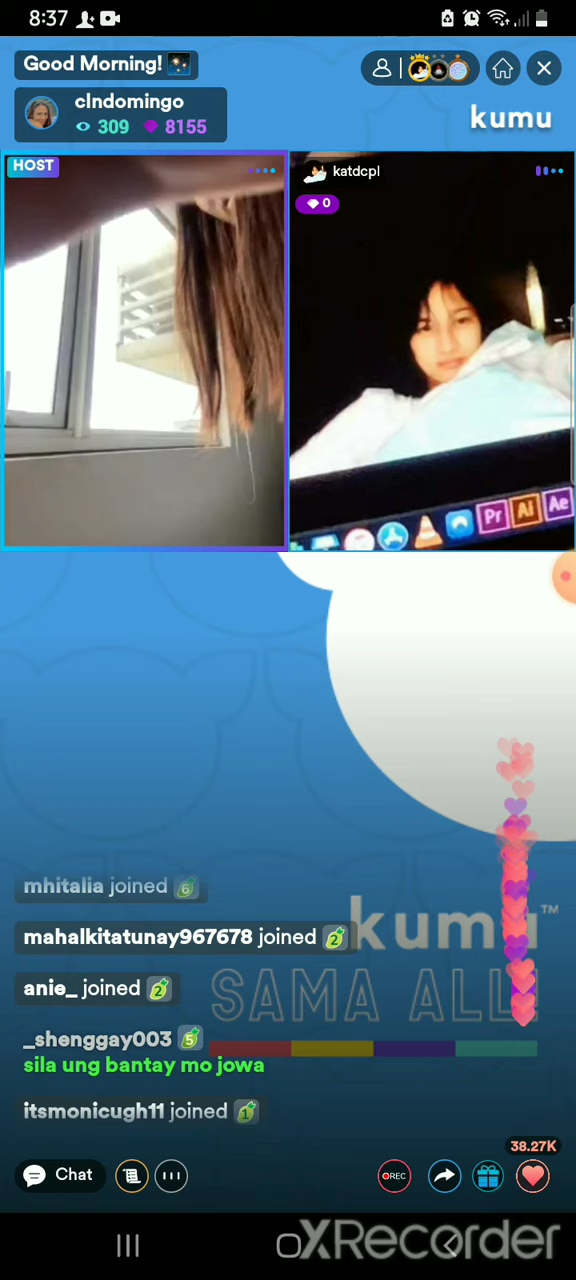 8:37
Good Morning!
clndomingo
309 8155
kumu
HOST
katdcpl
0
Pr Ai Ae
mhitalia joined 6
kumu™
mahalkitatunay967678 joined 2
SAMA ALL!
anie_ joined 2
_shenggay003 5
sila ung bantay mo jowa
itsmonicugh11 joined 1
38.27K
Chat
REC
XRecorder